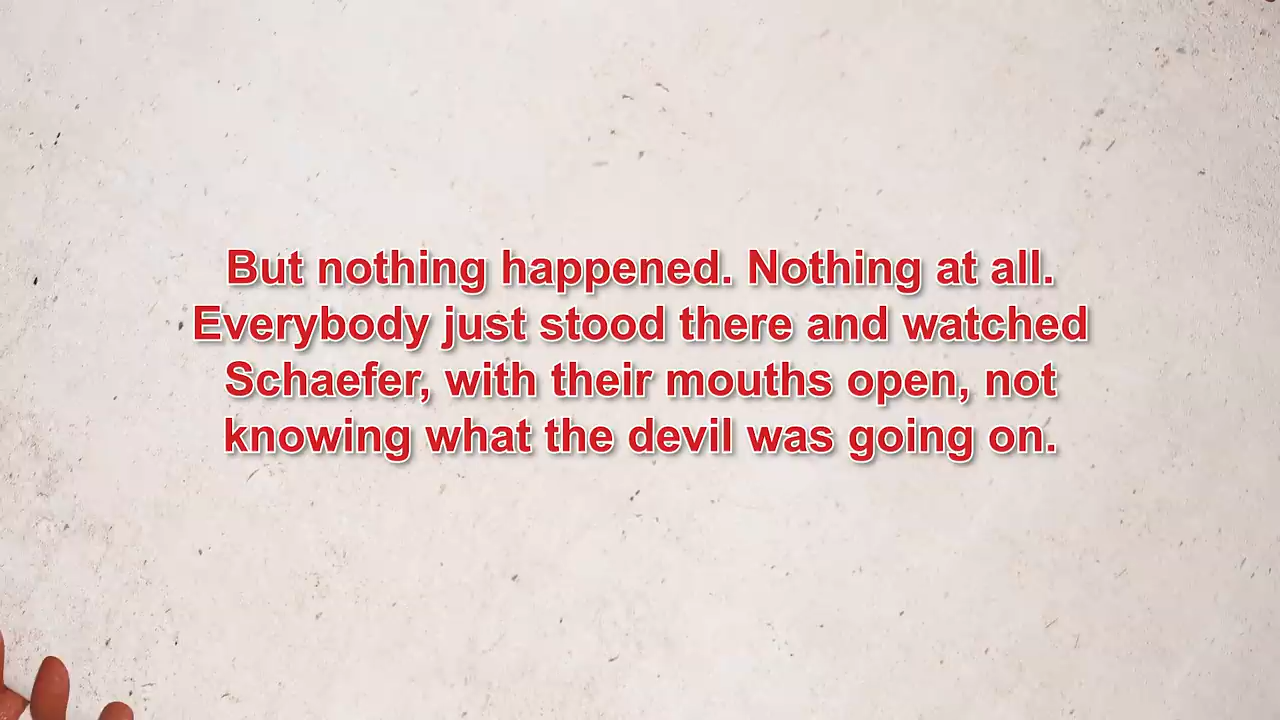 But nothing happened. Nothing at all.
Everybody just stood there and watched
Schaefer, with their mouths open, not
knowing what the devil was going on.